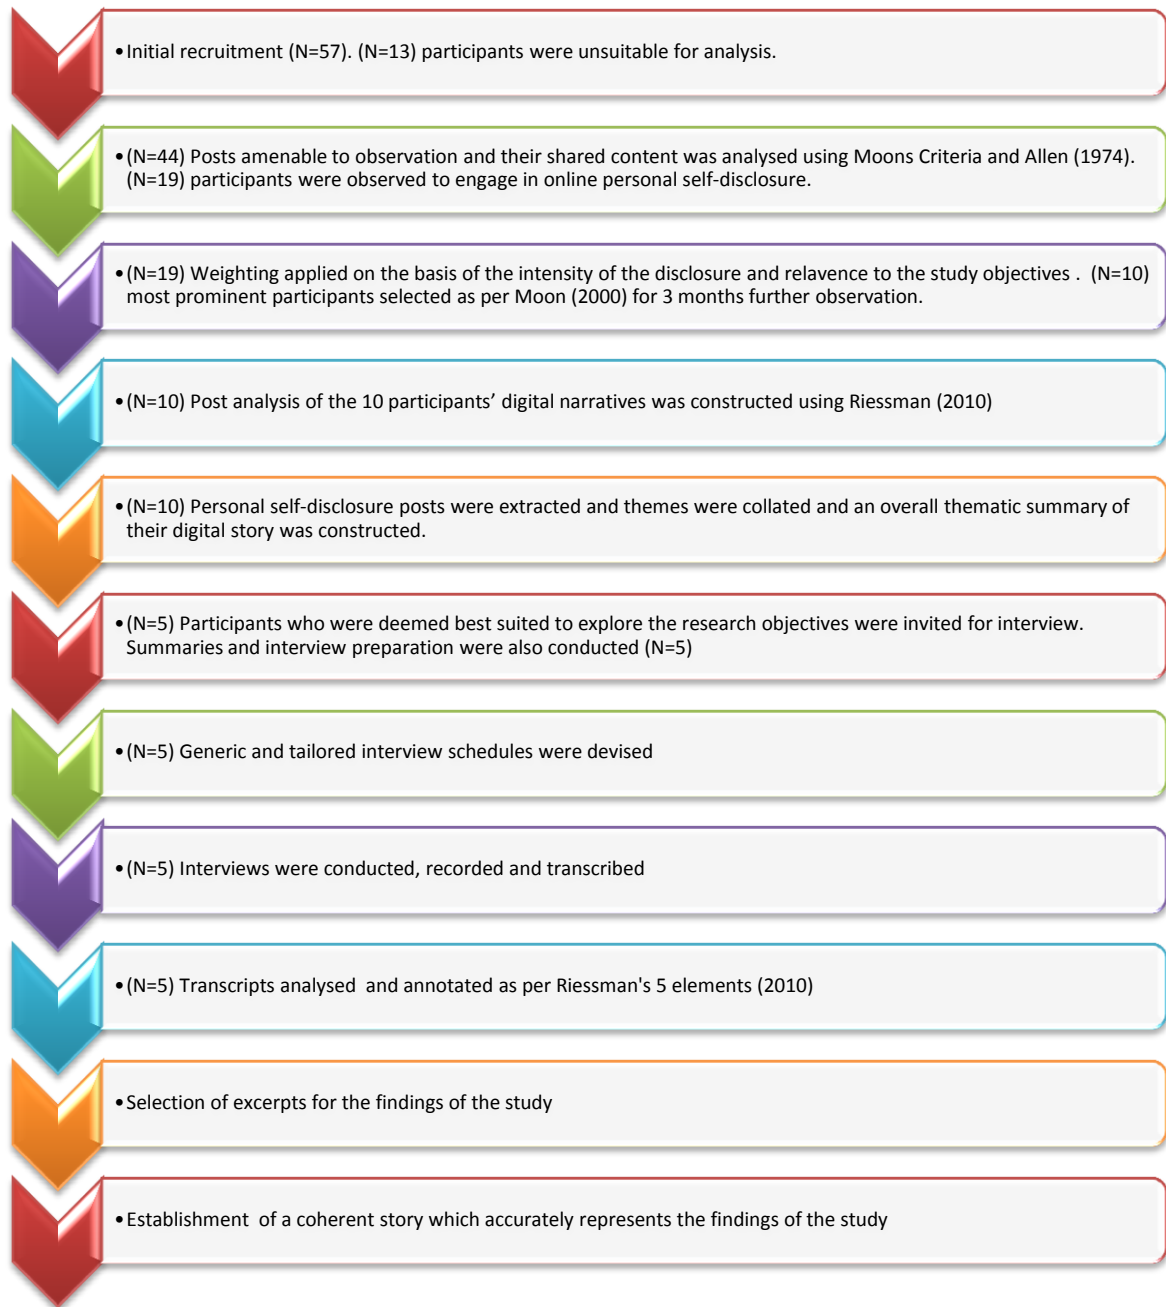 •Initial recruitment (N=57). (N=13) participants were unsuitable for analysis.
•(N=44) Posts amenable to observation and their shared content was analysed using Moons Criteria and Allen (1974).
(N=19) participants were observed to engage in online personal self-disclosure.
•(N=19) Weighting applied on the basis of the intensity of the disclosure and relavence to the study objectives . (N=10)
most prominent participants selected as per Moon (2000) for 3 months further observation.
•(N=10) Post analysis of the 10 participants’ digital narratives was constructed using Riessman (2010)
•(N=10) Personal self-disclosure posts were extracted and themes were collated and an overall thematic summary of
their digital story was constructed.
•(N=5) Participants who were deemed best suited to explore the research objectives were invited for interview.
Summaries and interview preparation were also conducted (N=5)
•(N=5) Generic and tailored interview schedules were devised
•(N=5) Interviews were conducted, recorded and transcribed
•(N=5) Transcripts analysed and annotated as per Riessman's 5 elements (2010)
•Selection of excerpts for the findings of the study
•Establishment of a coherent story which accurately represents the findings of the study